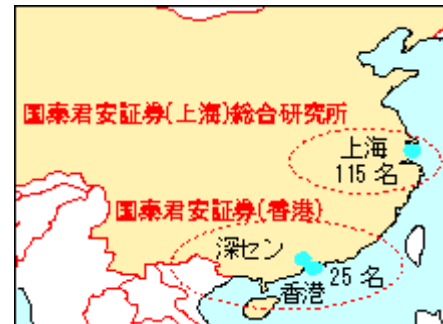 国泰君安証券(上海)総合研究所
上海
115 名
国泰君安証券(香港)
深セン
25 名
香港